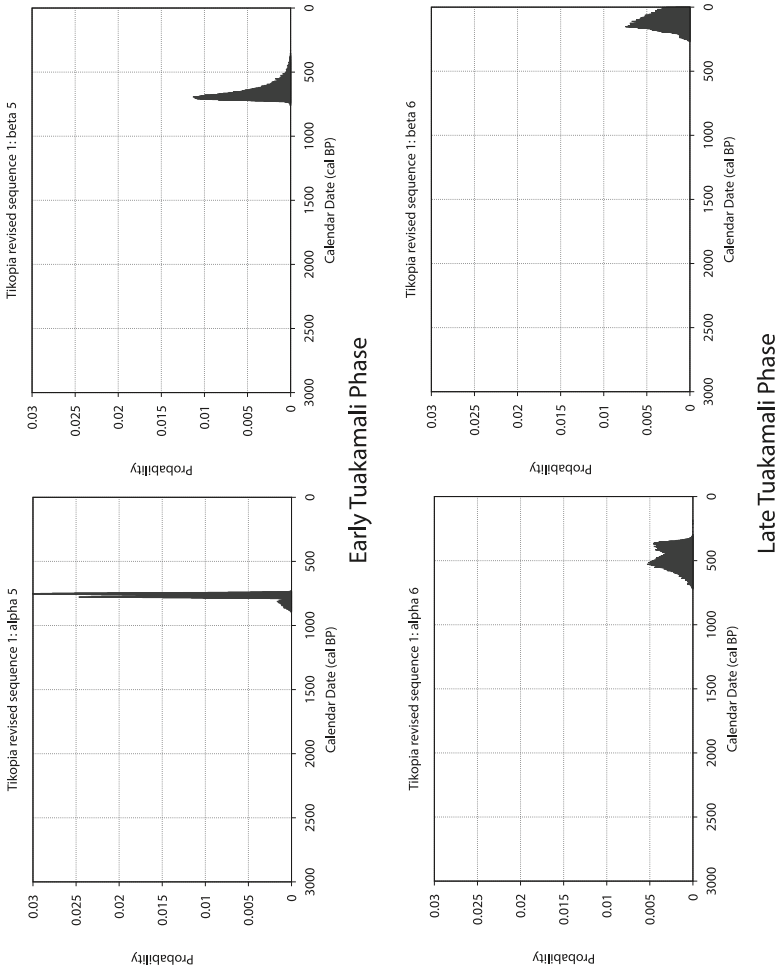 Tikopia revised sequence 1: alpha 5
0.03
0.025
0.02
0.015
0.01
0.005
0
Probability
3000 2500 2000 1500 1000 500 0
Calendar Date (cal BP)
Tikopia revised sequence 1: beta 5
0.03
0.025
0.02
0.015
0.01
0.005
0
Probability
3000 2500 2000 1500 1000 500 0
Calendar Date (cal BP)
Early Tuakamali Phase
Tikopia revised sequence 1: alpha 6
0.03
0.025
0.02
0.015
0.01
0.005
0
Probability
3000 2500 2000 1500 1000 500 0
Calendar Date (cal BP)
Tikopia revised sequence 1: beta 6
0.03
0.025
0.02
0.015
0.01
0.005
0
Probability
3000 2500 2000 1500 1000 500 0
Calendar Date (cal BP)
Late Tuakamali Phase